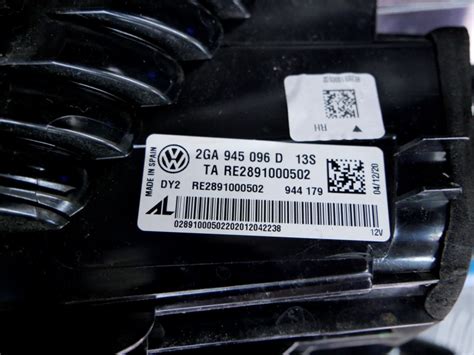 RH
MADE IN SPAIN
2GA 945 096 D 13S
TA RE2891000502
DY2 RE2891000502 944 179
04/12/20
AL
02891000502202012042238
12V